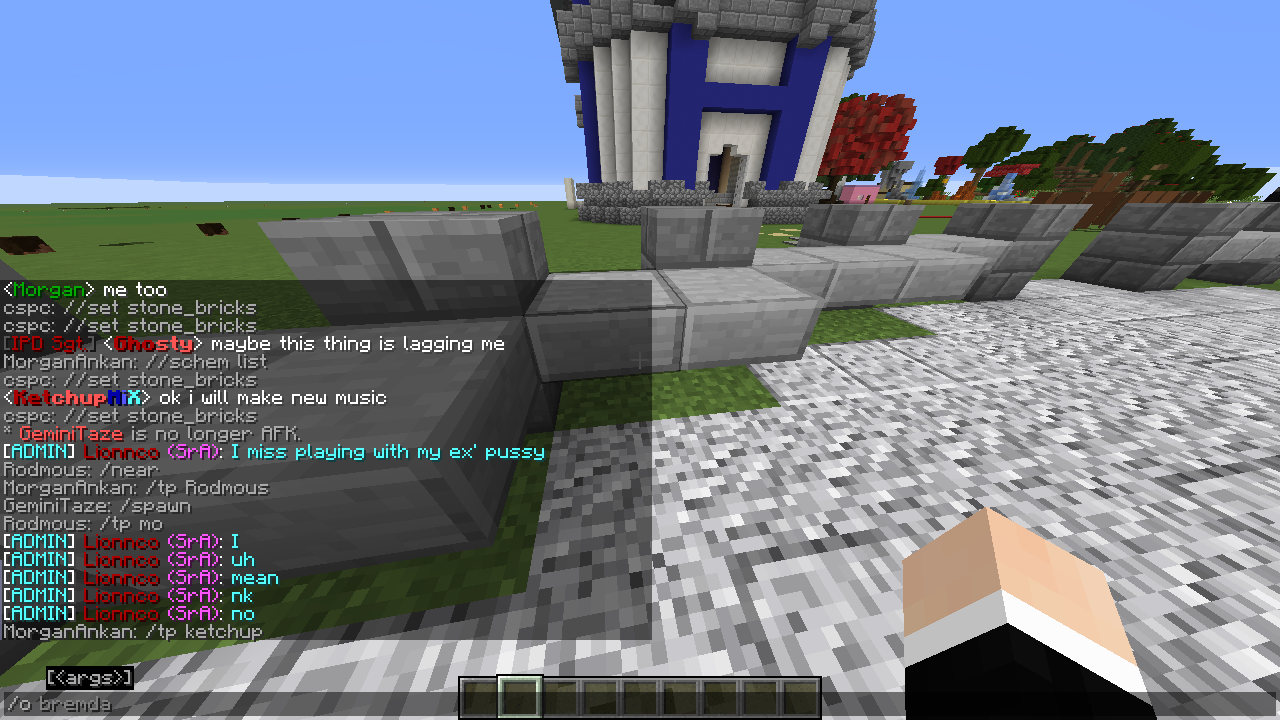 <Morgan> me too
cspc: //set stone_bricks
cspc: //set stone_bricks
[IPD Sgt.] <Ghosty> maybe this thing is lagging me
MorganAnkan: //schem list
cspc: //set stone_bricks
<KetchupMiX> ok i will make new music
cspc: //set stone_bricks
* GeminiTaze is no longer AFK.
[ADMIN] Lionnco (SrA): I miss playing with my ex' pussy
Rodmous: /near
MorganAnkan: /tp Rodmous
GeminiTaze: /spawn
Rodmous: /tp mo
[ADMIN] Lionnco (SrA): I
[ADMIN] Lionnco (SrA): uh
[ADMIN] Lionnco (SrA): mean
[ADMIN] Lionnco (SrA): nk
[ADMIN] Lionnco (SrA): no
MorganAnkan: /tp ketchup
[<args>]
/o bremda